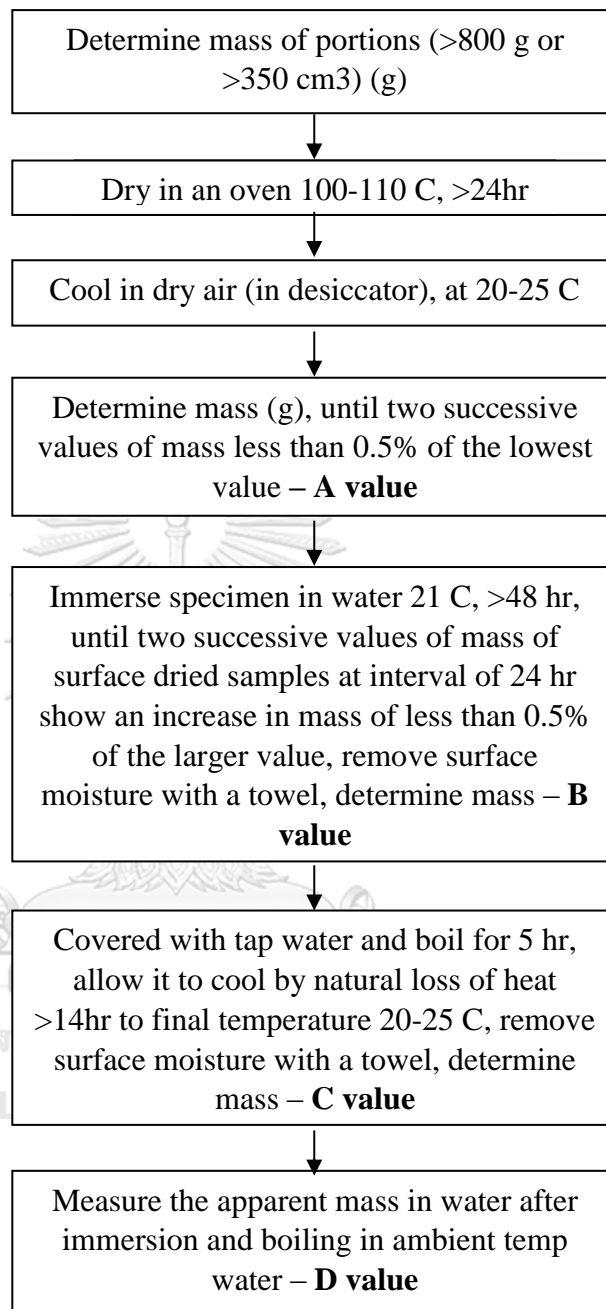 Determine mass of portions (>800 g or
>350 cm3) (g)
Dry in an oven 100-110 C, >24hr
Cool in dry air (in desiccator), at 20-25 C
Determine mass (g), until two successive
values of mass less than 0.5% of the lowest
value – A value
Immerse specimen in water 21 C, >48 hr,
until two successive values of mass of
surface dried samples at interval of 24 hr
show an increase in mass of less than 0.5%
of the larger value, remove surface
moisture with a towel, determine mass – B
value
Covered with tap water and boil for 5 hr,
allow it to cool by natural loss of heat
>14hr to final temperature 20-25 C, remove
surface moisture with a towel, determine
mass – C value
Measure the apparent mass in water after
immersion and boiling in ambient temp
water – D value